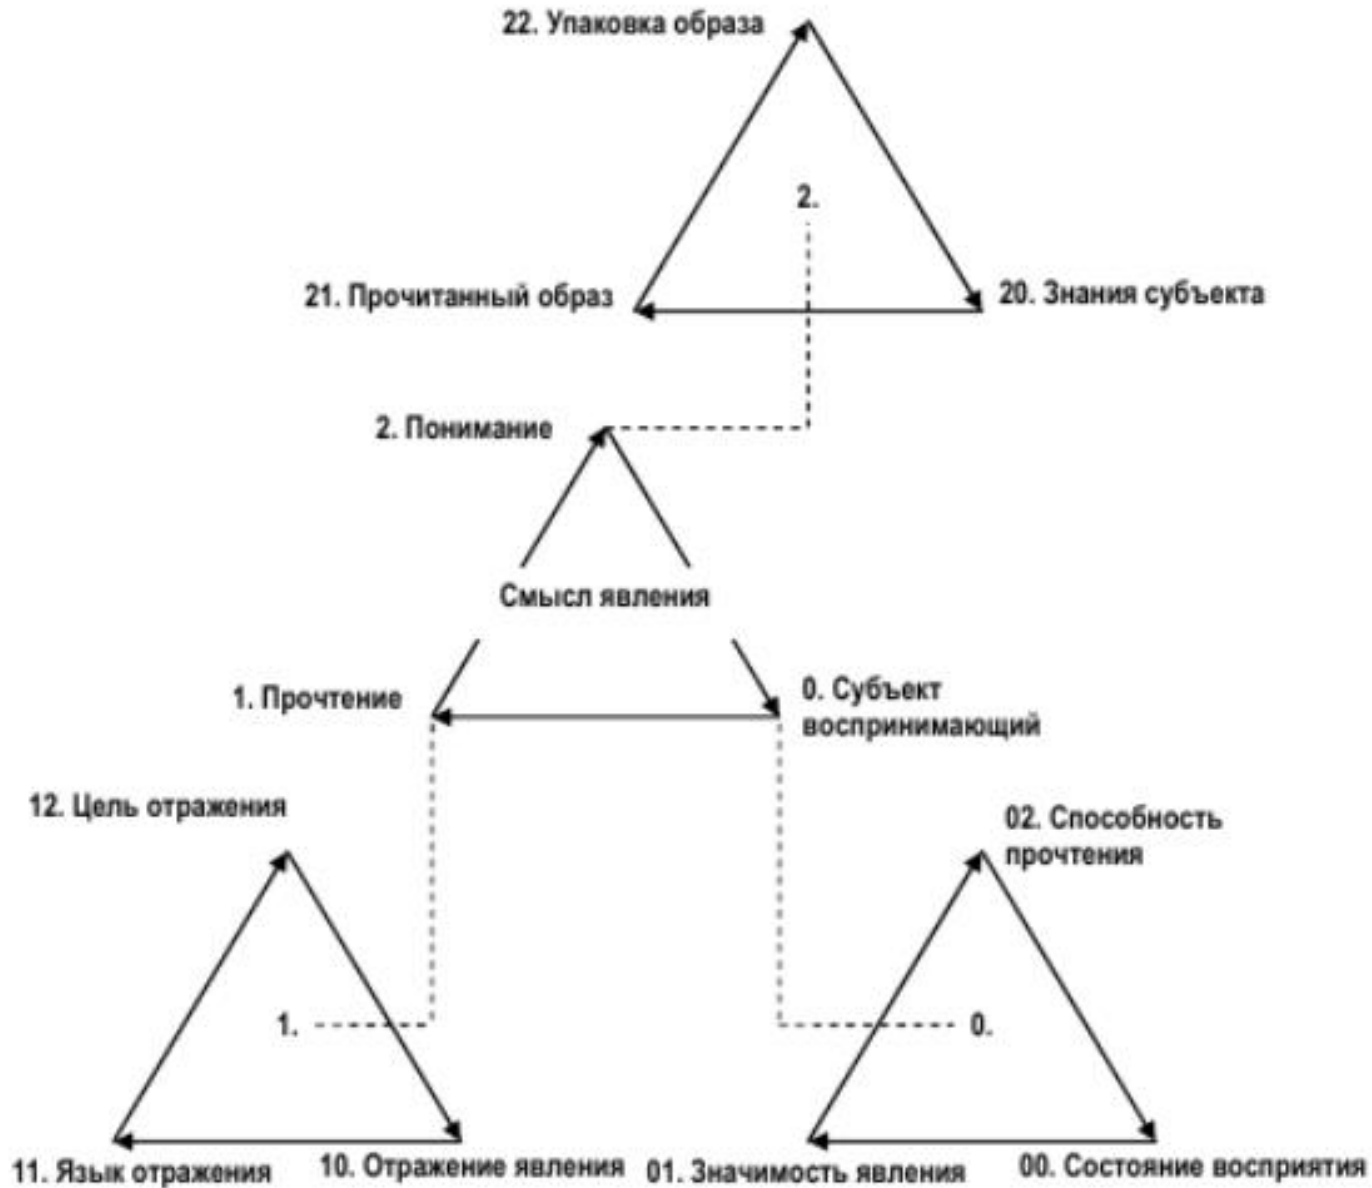 22. Упаковка образа
2.
21. Прочитанный образ
20. Знания субъекта
2. Понимание
Смысл явления
1. Прочтение
0. Субъект
воспринимающий
12. Цель отражения
02. Способность
прочтения
1.
0.
11. Язык отражения
10. Отражение явления
01. Значимость явления
00. Состояние восприятия